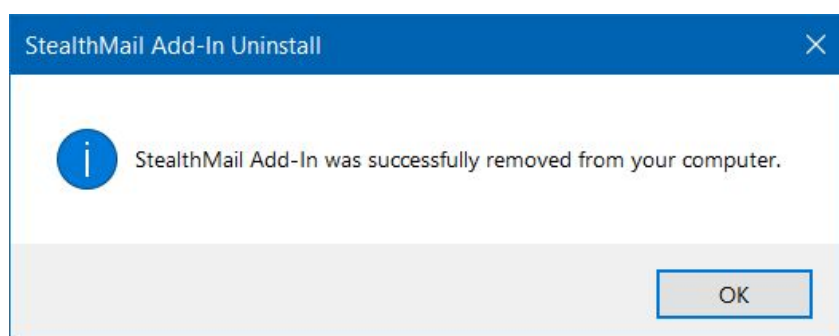 StealthMail Add-In Uninstall
StealthMail Add-In was successfully removed from your computer.
OK